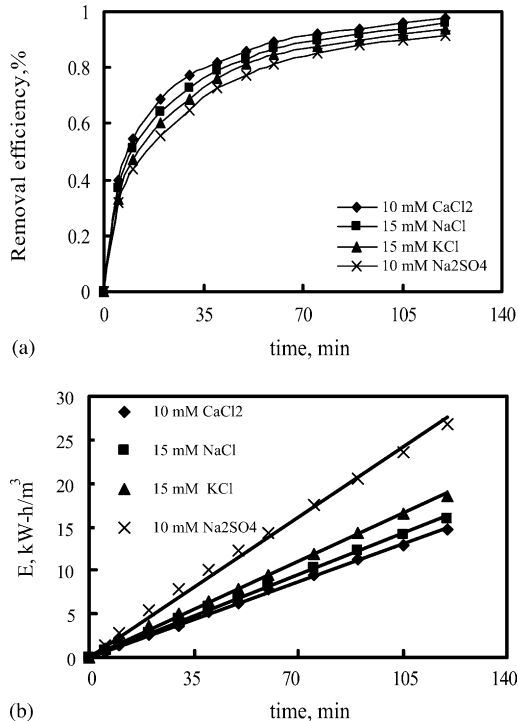 1
0.8
0.6
0.4
0.2
0
Removal efficiency,%
10 mM CaCl2
15 mM NaCl
15 mM KCl
10 mM Na2SO4
0 35 70 105 140
(a) time, min
30
25
20
15
10
5
0
E, kW-h/m³
10 mM CaCl2
15 mM NaCl
15 mM KCl
10 mM Na2SO4
0 35 70 105 140
(b) time, min